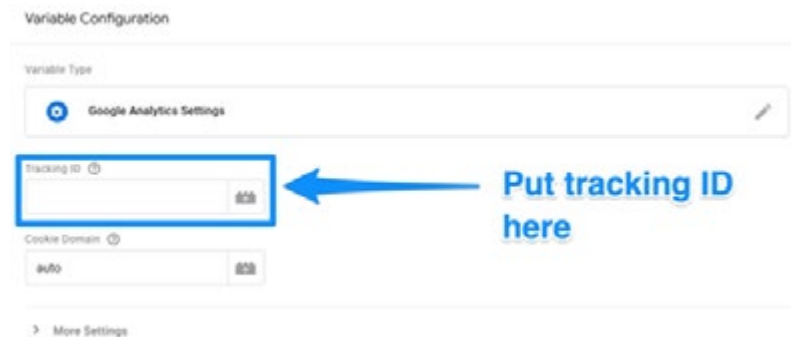 Variable Configuration
Variable Type
Google Analytics Settings
Tracking ID
Put tracking ID
here
Cookie Domain
auto
More Settings